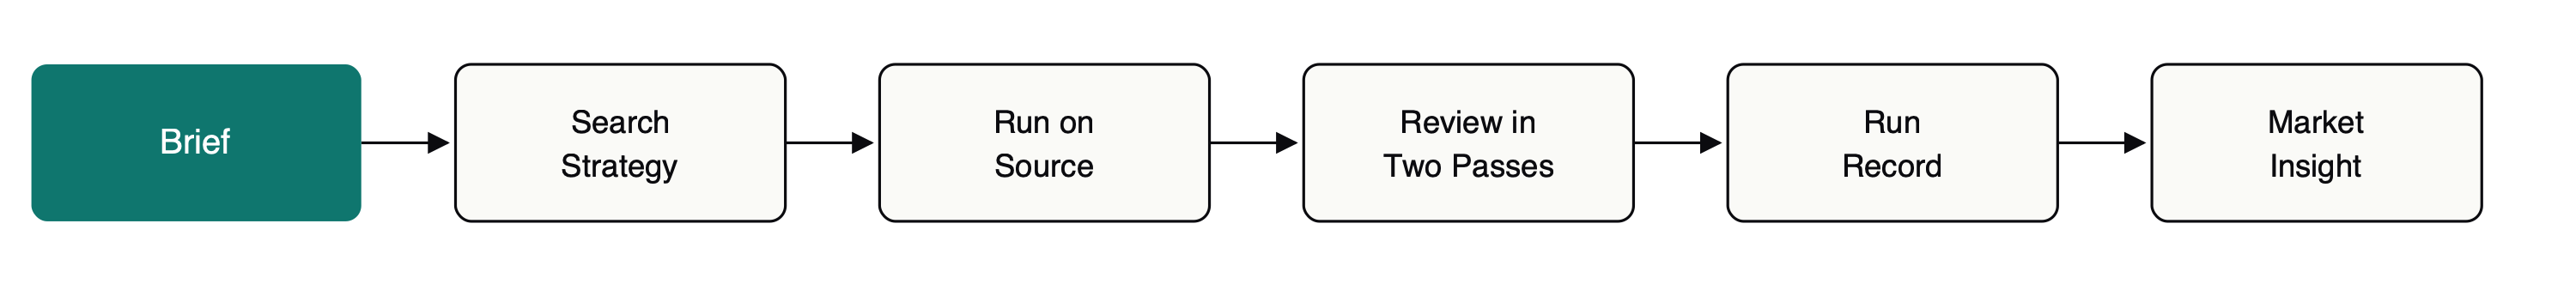 Brief
Search
Strategy
Run on
Source
Review in
Two Passes
Run
Record
Market
Insight